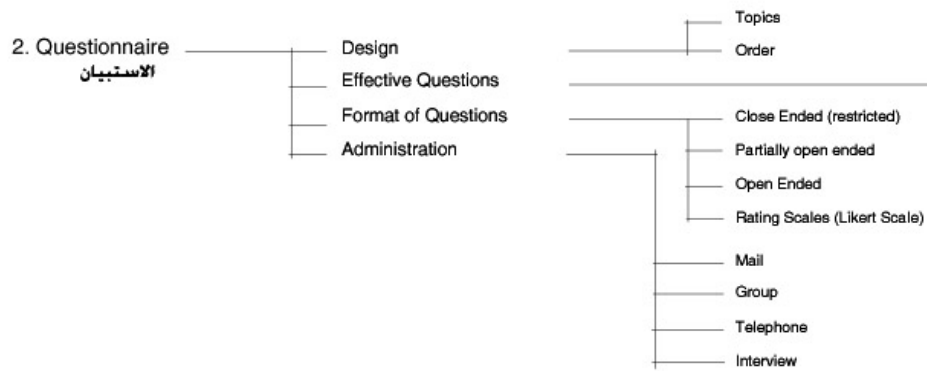 2. Questionnaire
الاستبيان
Design
Effective Questions
Format of Questions
Administration
Topics
Order
Close Ended (restricted)
Partially open ended
Open Ended
Rating Scales (Likert Scale)
Mail
Group
Telephone
Interview